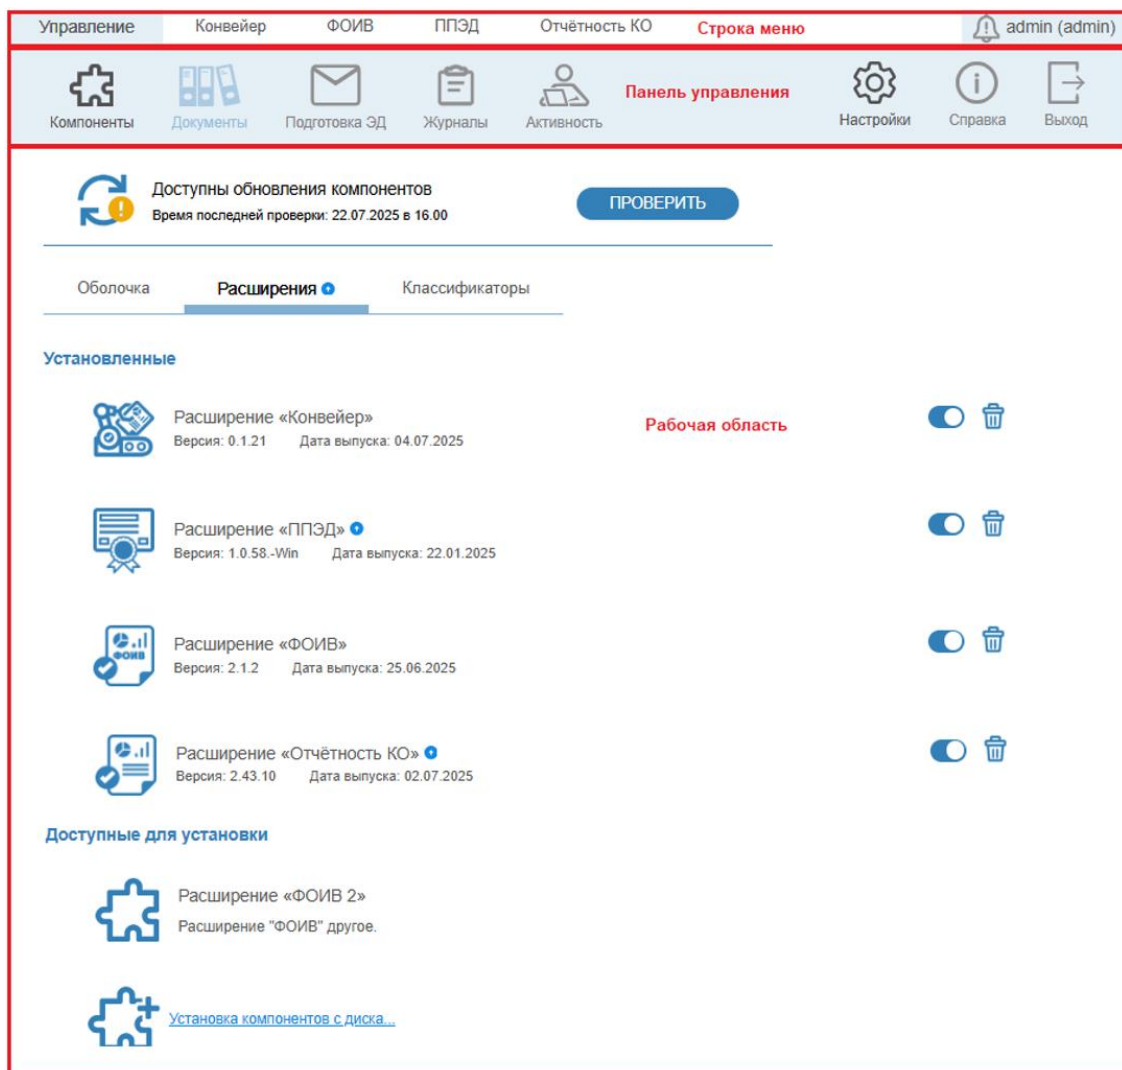 Управление Конвейер ФОИВ ППЭД Отчётность КО Строка меню admin (admin)
Компоненты Документы Подготовка ЭД Журналы Активность Панель управления Настройки Справка Выход
Доступны обновления компонентов
Время последней проверки: 22.07.2025 в 16.00
ПРОВЕРИТЬ
Оболочка Расширения Классификаторы
Установленные
Расширение «Конвейер»
Версия: 0.1.21 Дата выпуска: 04.07.2025
Рабочая область
Расширение «ППЭД»
Версия: 1.0.58.-Win Дата выпуска: 22.01.2025
ФОИВ
Расширение «ФОИВ»
Версия: 2.1.2 Дата выпуска: 25.06.2025
Расширение «Отчётность КО»
Версия: 2.43.10 Дата выпуска: 02.07.2025
Доступные для установки
Расширение «ФОИВ 2»
Расширение "ФОИВ" другое.
Установка компонентов с диска...